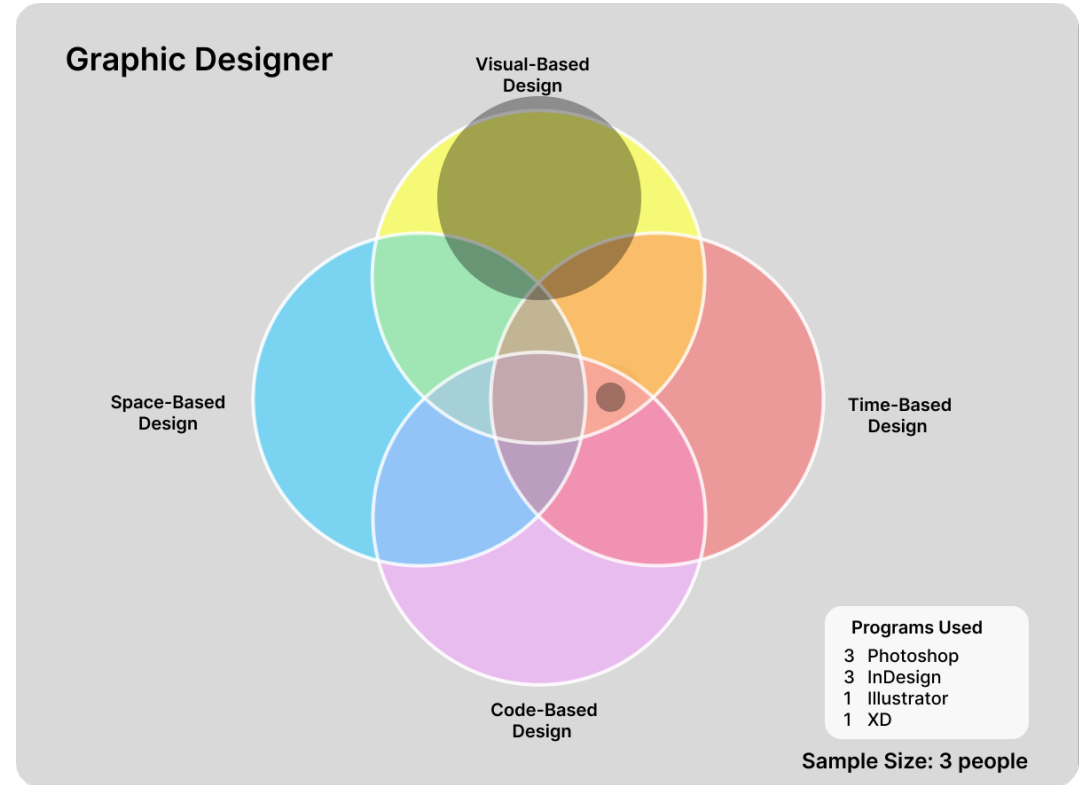 Graphic Designer
Visual-Based
Design
Space-Based
Design
Time-Based
Design
Code-Based
Design
Programs Used
3 Photoshop
3 InDesign
1 Illustrator
1 XD
Sample Size: 3 people